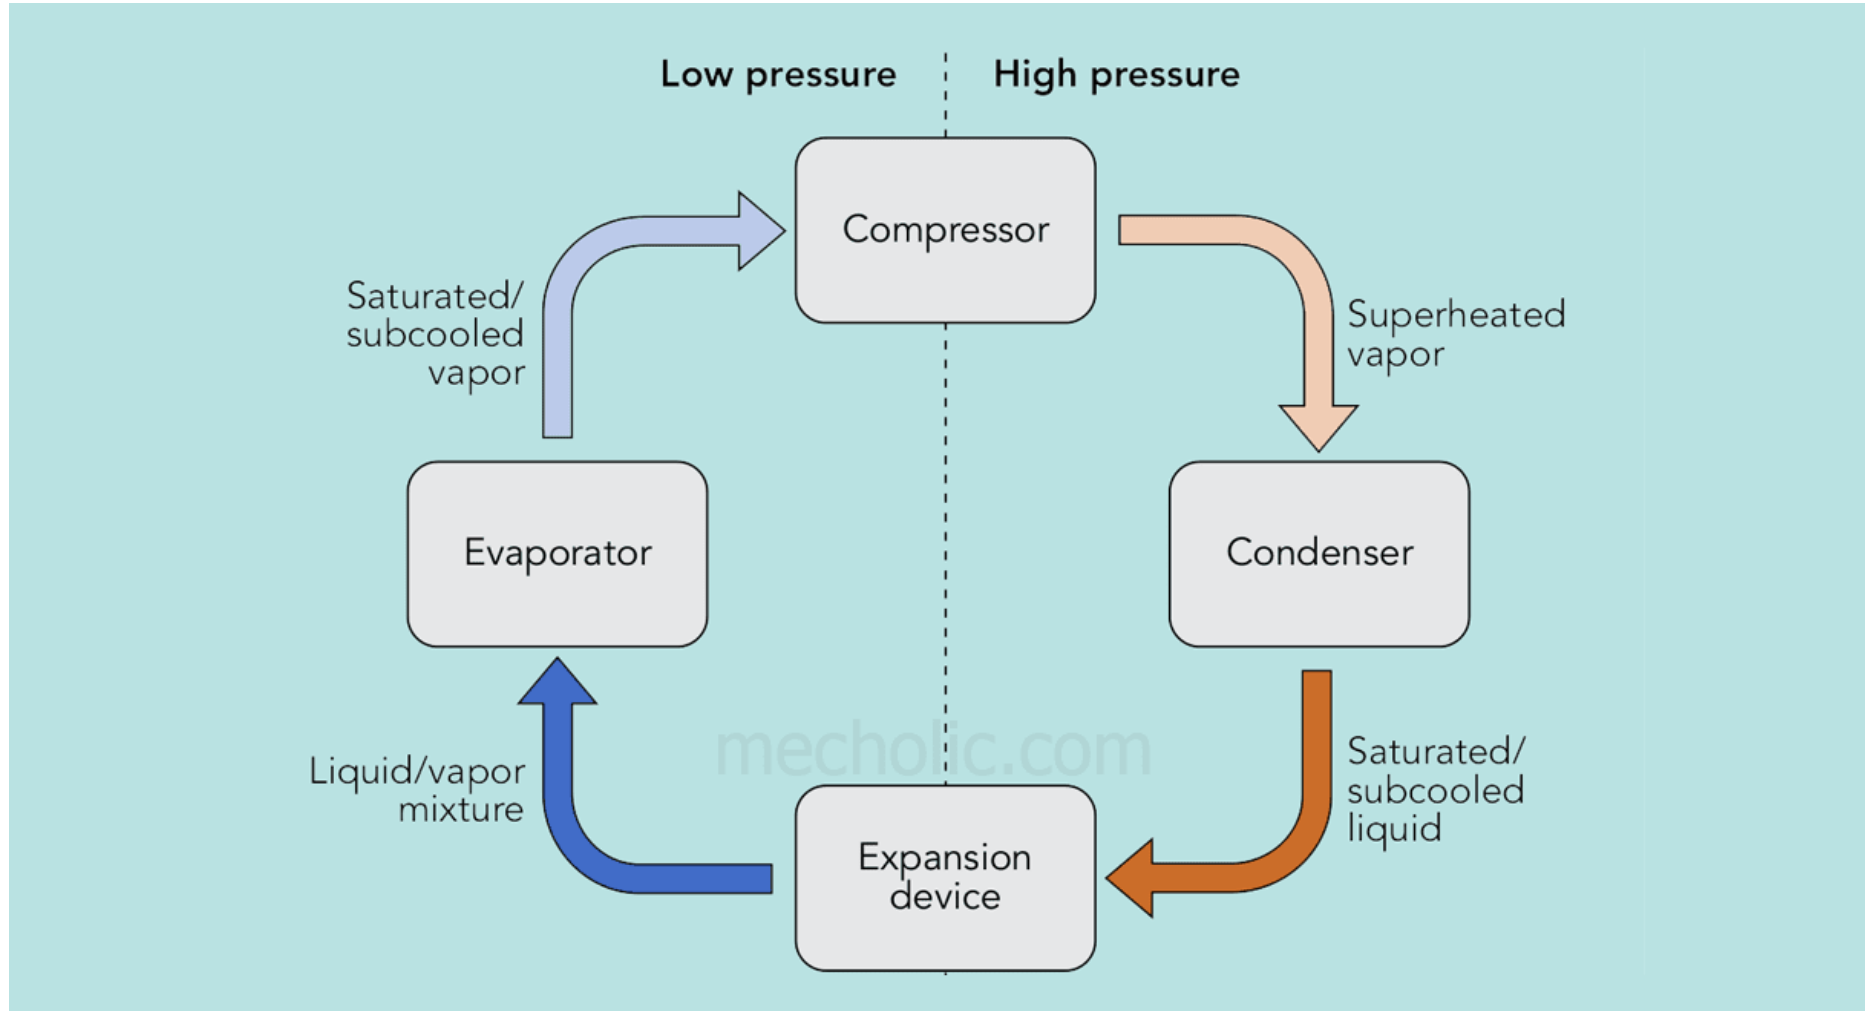 Low pressure
High pressure
Compressor
Saturated/
subcooled
vapor
Superheated
vapor
Evaporator
Condenser
mecholic.com
Liquid/vapor
mixture
Saturated/
subcooled
liquid
Expansion
device